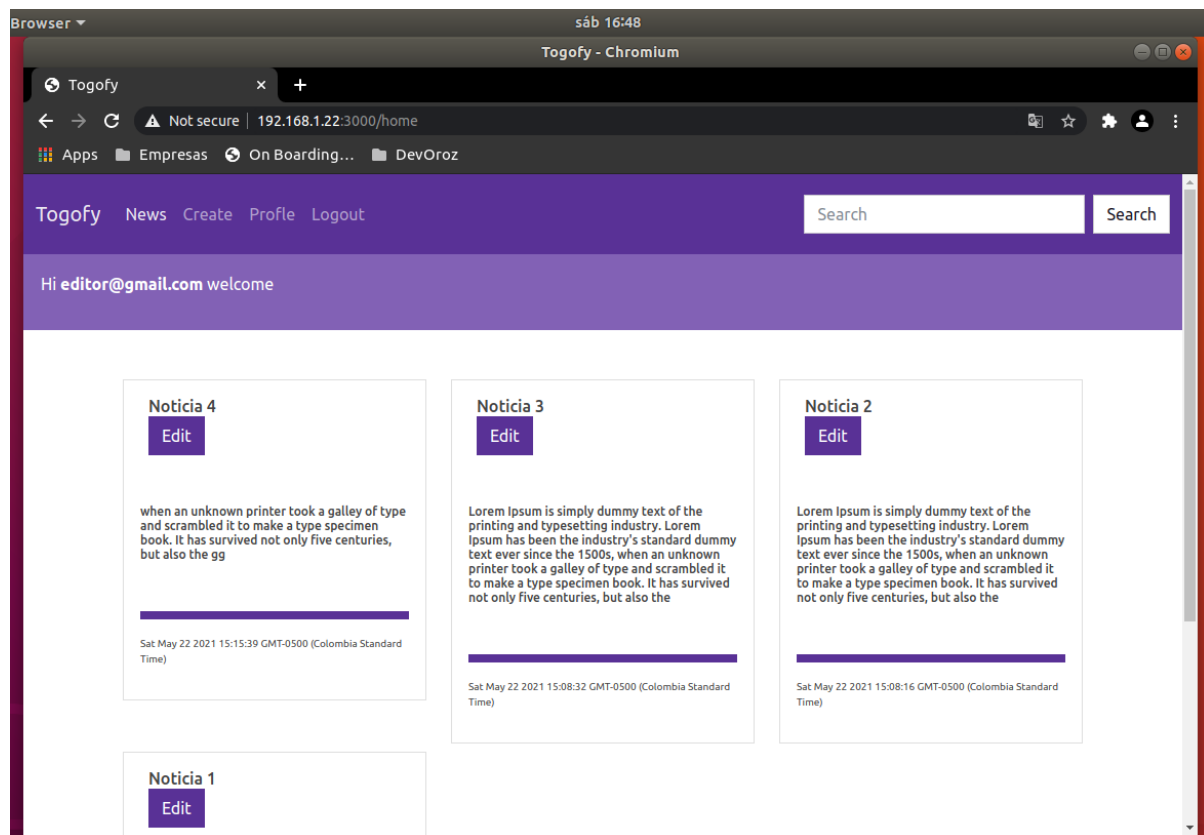 Browser
sáb 16:48
Togofy - Chromium
Togofy
Not secure 192.168.1.22:3000/home
Apps Empresas On Boarding... DevOroz
Togofy News Create Profle Logout Search Search
Hi editor@gmail.com welcome
Noticia 4
Edit
when an unknown printer took a galley of type
and scrambled it to make a type specimen
book. It has survived not only five centuries,
but also the gg
Sat May 22 2021 15:15:39 GMT-0500 (Colombia Standard
Time)
Noticia 3
Edit
Lorem Ipsum is simply dummy text of the
printing and typesetting industry. Lorem
Ipsum has been the industry's standard dummy
text ever since the 1500s, when an unknown
printer took a galley of type and scrambled it
to make a type specimen book. It has survived
not only five centuries, but also the
Sat May 22 2021 15:08:32 GMT-0500 (Colombia Standard
Time)
Noticia 2
Edit
Lorem Ipsum is simply dummy text of the
printing and typesetting industry. Lorem
Ipsum has been the industry's standard dummy
text ever since the 1500s, when an unknown
printer took a galley of type and scrambled it
to make a type specimen book. It has survived
not only five centuries, but also the
Sat May 22 2021 15:08:16 GMT-0500 (Colombia Standard
Time)
Noticia 1
Edit